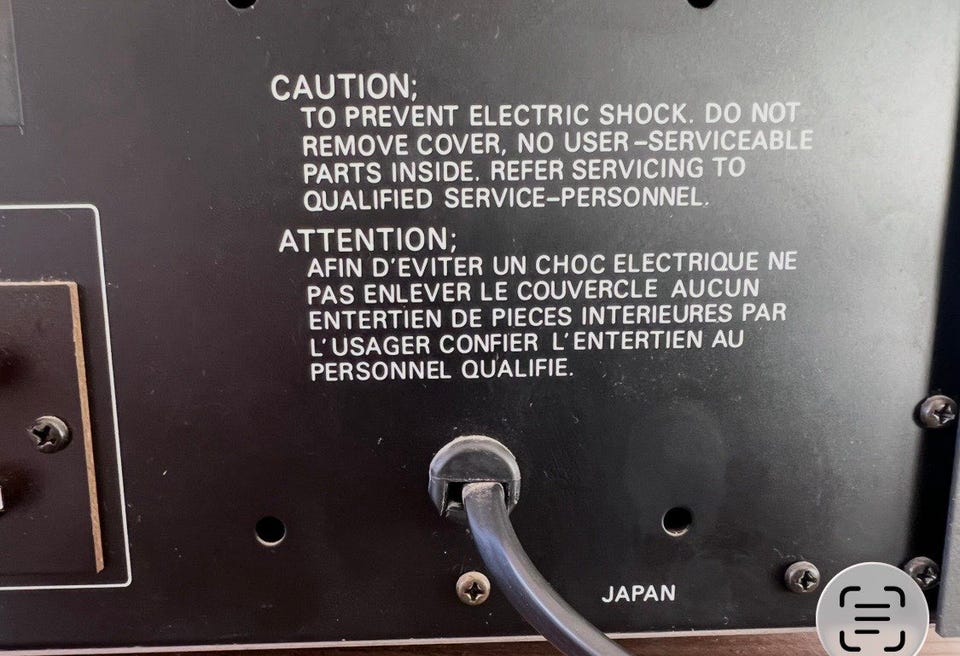 CAUTION;
TO PREVENT ELECTRIC SHOCK. DO NOT
REMOVE COVER, NO USER-SERVICEABLE
PARTS INSIDE. REFER SERVICING TO
QUALIFIED SERVICE-PERSONNEL.
ATTENTION;
AFIN D'EVITER UN CHOC ELECTRIQUE NE
PAS ENLEVER LE COUVERCLE AUCUN
ENTERTIEN DE PIECES INTERIEURES PAR
L'USAGER CONFIER L'ENTERTIEN AU
PERSONNEL QUALIFIE.
JAPAN